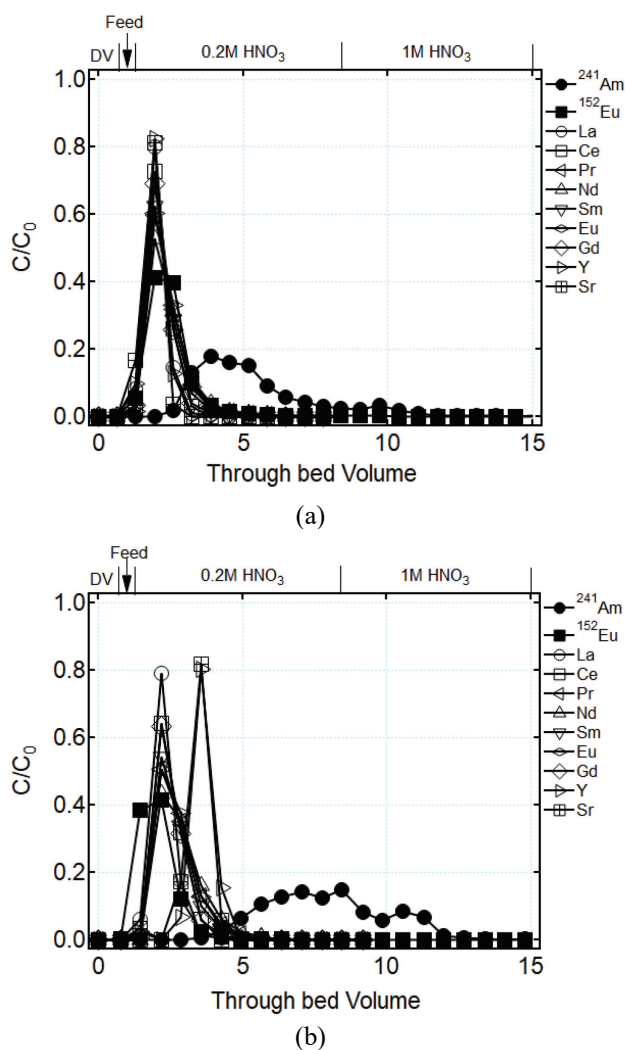 Feed
DV
0.2M HNO₃
1M HNO₃
1.0
0.8
0.6
0.4
0.2
0.0
C/C₀
0
5
10
15
Through bed Volume
²⁴¹Am
¹⁵²Eu
La
Ce
Pr
Nd
Sm
Eu
Gd
Y
Sr
(a)
Feed
DV
0.2M HNO₃
1M HNO₃
1.0
0.8
0.6
0.4
0.2
0.0
C/C₀
0
5
10
15
Through bed Volume
²⁴¹Am
¹⁵²Eu
La
Ce
Pr
Nd
Sm
Eu
Gd
Y
Sr
(b)